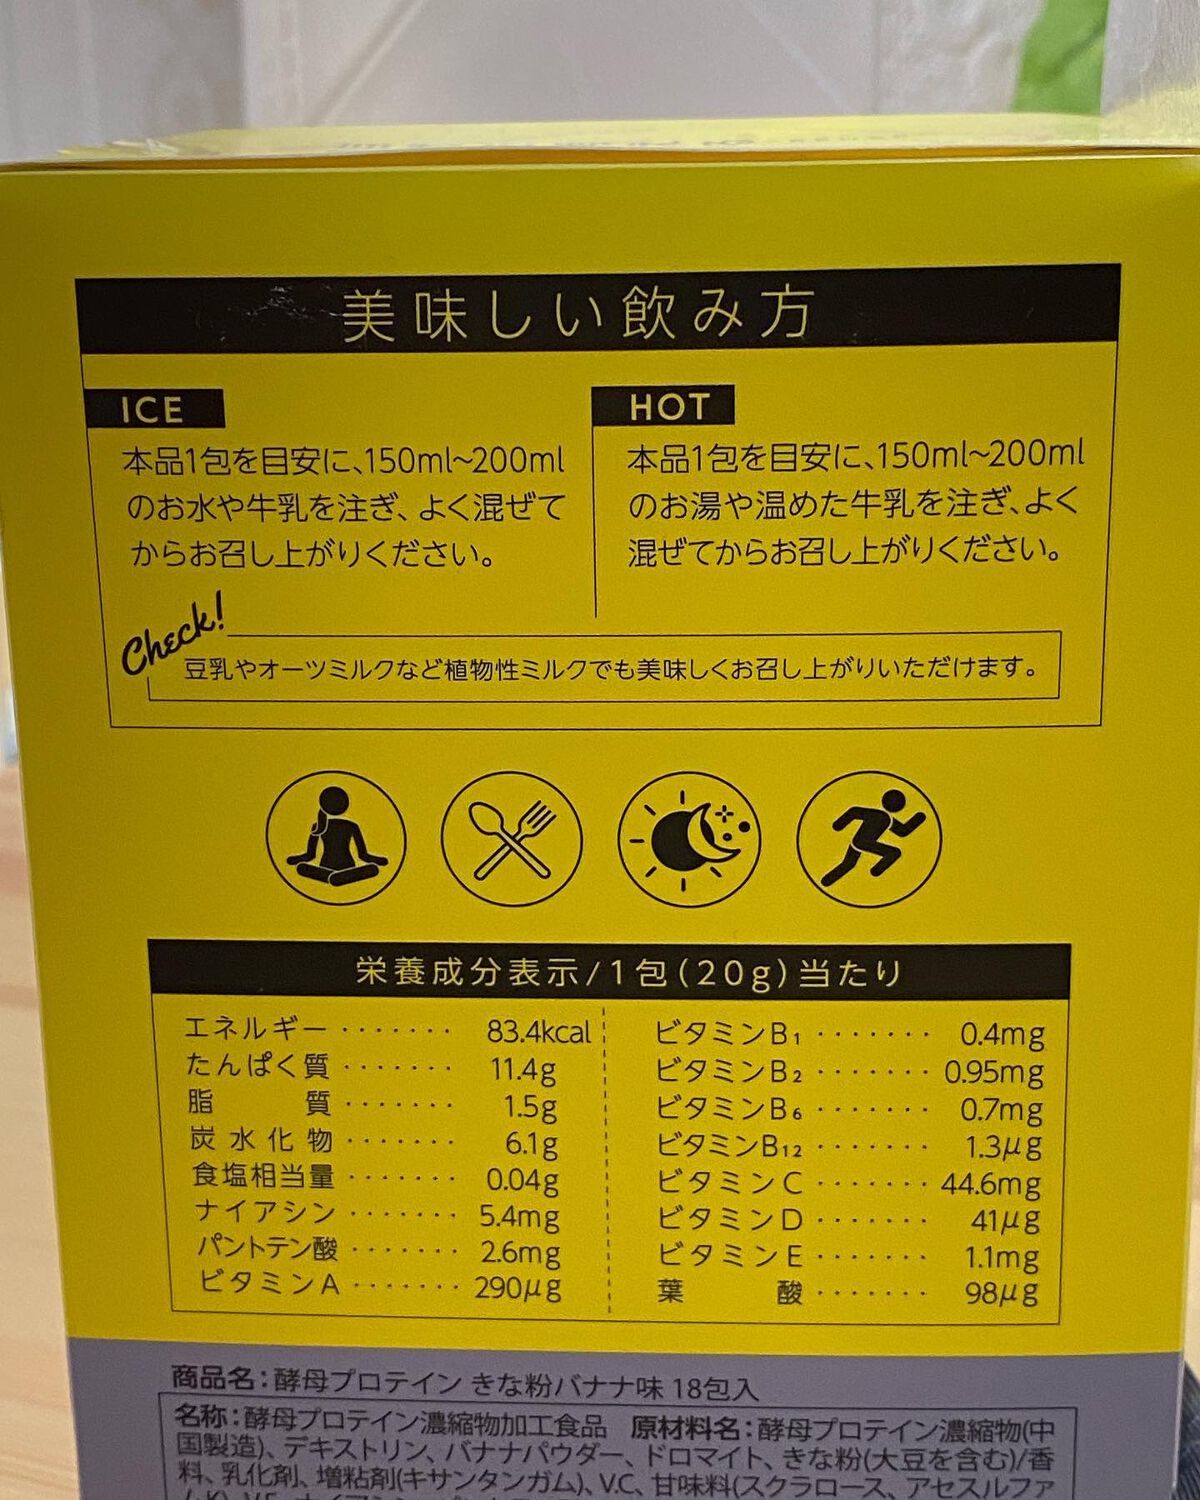 美味しい飲み方
ICE
本品1包を目安に、150ml~200ml
のお水や牛乳を注ぎ、よく混ぜて
からお召し上がりください。
HOT
本品1包を目安に、150ml~200ml
のお湯や温めた牛乳を注ぎ、よく
混ぜてからお召し上がりください。
Check!
豆乳やオーツミルクなど植物性ミルクでも美味しくお召し上がりいただけます。
栄養成分表示/1包(20g)当たり
エネルギー・・・・・・・83.4kcal
たんぱく質・・・・・・・11.4g
脂質・・・・・・・1.5g
炭水化物・・・・・・・6.1g
食塩相当量・・・・・・・0.04g
ナイアシン・・・・・・・5.4mg
パントテン酸・・・・・・・2.6mg
ビタミンA・・・・・・・290μg
ビタミンB₁・・・・・・・0.4mg
ビタミンB₂・・・・・・・0.95mg
ビタミンB₆・・・・・・・0.7mg
ビタミンB₁₂・・・・・・・1.3μg
ビタミンC・・・・・・・44.6mg
ビタミンD・・・・・・・41μg
ビタミンE・・・・・・・1.1mg
葉酸・・・・・・・98μg
商品名:酵母プロテイン きな粉バナナ味 18包入
名称:酵母プロテイン濃縮物加工食品 原材料名:酵母プロテイン濃縮物(中
国製造)、デキストリン、バナナパウダー、ドロマイト、きな粉(大豆を含む)/香
料、乳化剤、増粘剤(キサンタンガム)、V.C、甘味料(スクラロース、アセスルファ